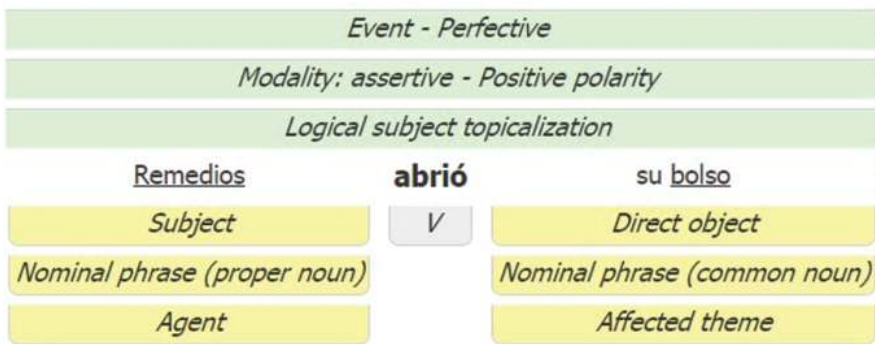 Event - Perfective
Modality: assertive - Positive polarity
Logical subject topicalization
Remedios abrió su bolso
Subject V Direct object
Nominal phrase (proper noun) Nominal phrase (common noun)
Agent Affected theme